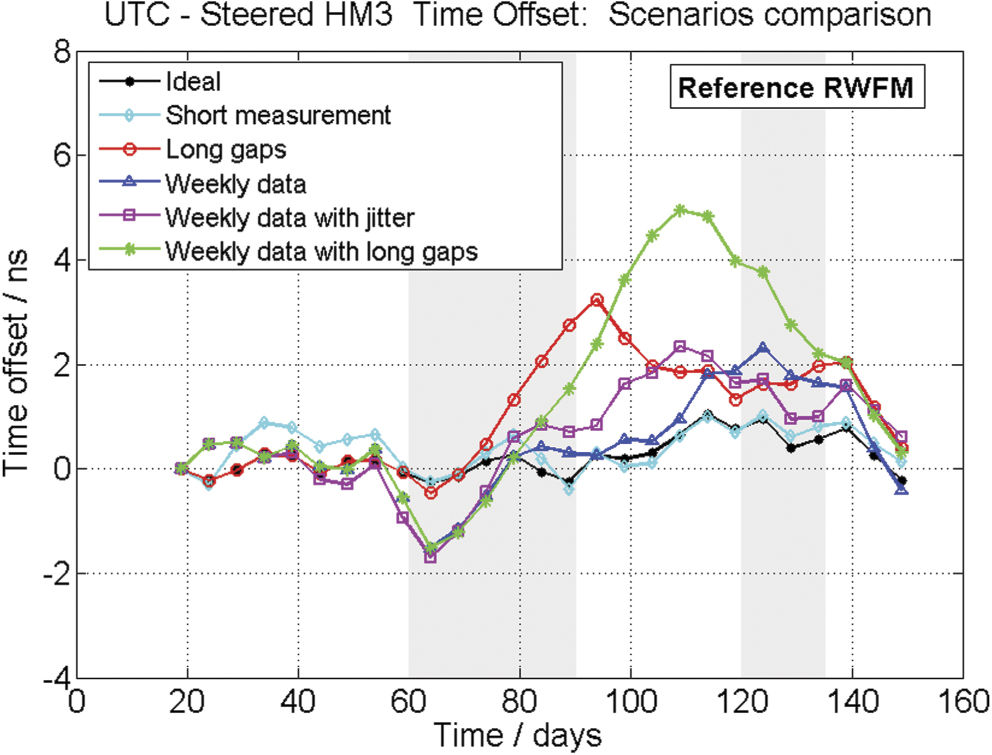 UTC - Steered HM3 Time Offset: Scenarios comparison
8
6
4
2
0
-2
-4
Time offset / ns
Ideal
Short measurement
Long gaps
Weekly data
Weekly data with jitter
Weekly data with long gaps
Reference RWFM
0 20 40 60 80 100 120 140 160
Time / days